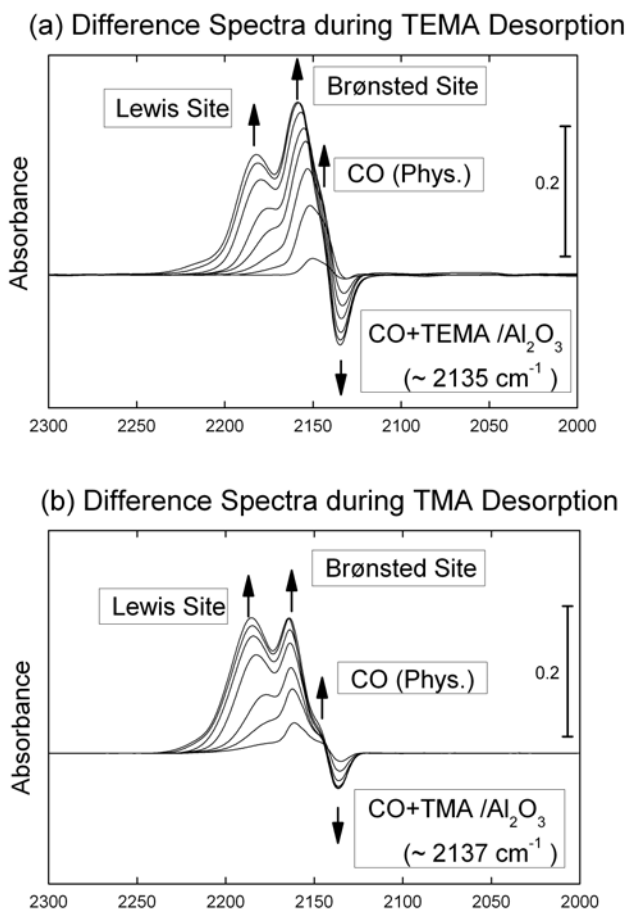 (a) Difference Spectra during TEMA Desorption
Brønsted Site
Lewis Site
CO (Phys.)
0.2
Absorbance
CO+TEMA /Al₂O₃
(~ 2135 cm⁻¹ )
2300 2250 2200 2150 2100 2050 2000
(b) Difference Spectra during TMA Desorption
Brønsted Site
Lewis Site
CO (Phys.)
0.2
Absorbance
CO+TMA /Al₂O₃
(~ 2137 cm⁻¹ )
2300 2250 2200 2150 2100 2050 2000